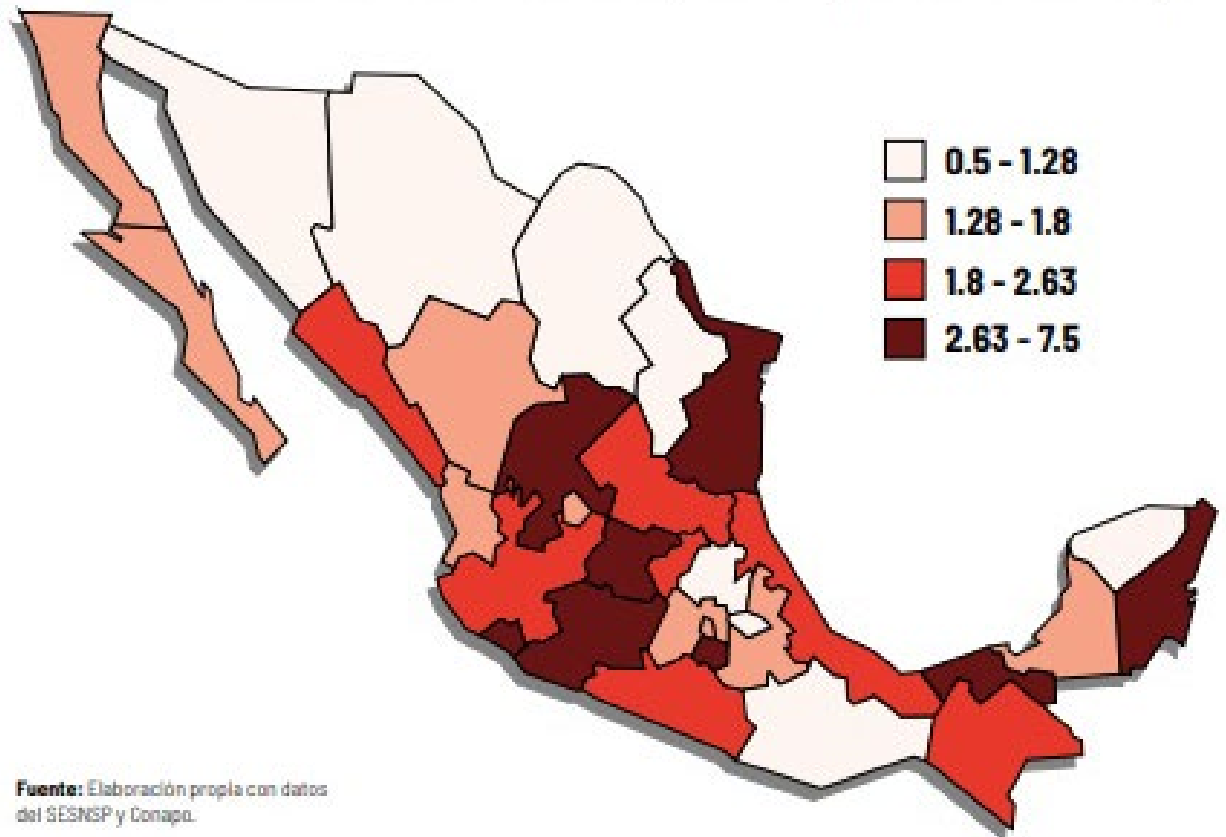 0.5 - 1.28
1.28 - 1.8
1.8 - 2.63
2.63 - 7.5
Fuente: Elaboración propia con datos
del SESNSP y Conapo.